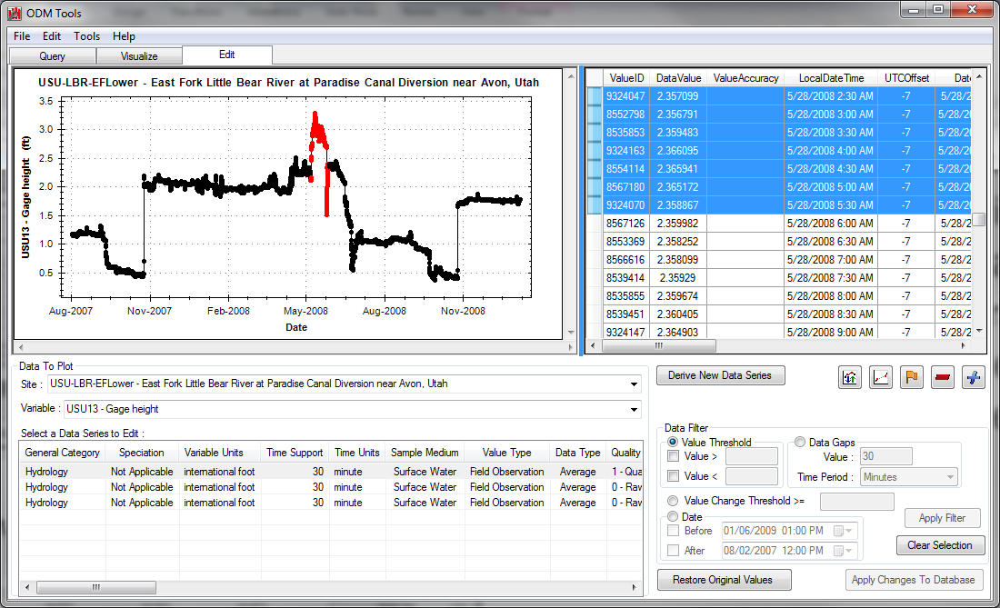 ODM Tools
File Edit Tools Help
Query Visualize Edit
USU-LBR-EFLower - East Fork Little Bear River at Paradise Canal Diversion near Avon, Utah
USU13 - Gage height (ft)
3.5
3.0
2.5
2.0
1.5
1.0
0.5
Aug-2007 Nov-2007 Feb-2008 May-2008 Aug-2008 Nov-2008
Date
ValueID DataValue ValueAccuracy LocalDateTime UTCOffset Date
9324047 2.357099 5/28/2008 2:30 AM -7 5/28/2
8552798 2.356791 5/28/2008 3:00 AM -7 5/28/2
8535853 2.359483 5/28/2008 3:30 AM -7 5/28/2
9324163 2.366095 5/28/2008 4:00 AM -7 5/28/2
8554114 2.365941 5/28/2008 4:30 AM -7 5/28/2
8567180 2.365172 5/28/2008 5:00 AM -7 5/28/2
9324070 2.358867 5/28/2008 5:30 AM -7 5/28/2
8567126 2.359982 5/28/2008 6:00 AM -7 5/28/2
8553369 2.358252 5/28/2008 6:30 AM -7 5/28/2
8566616 2.358099 5/28/2008 7:00 AM -7 5/28/2
8539414 2.35929 5/28/2008 7:30 AM -7 5/28/2
8535855 2.359674 5/28/2008 8:00 AM -7 5/28/2
8539451 2.360405 5/28/2008 8:30 AM -7 5/28/2
9324147 2.364903 5/28/2008 9:00 AM -7 5/28/2
Data To Plot
Site : USU-LBR-EFLower - East Fork Little Bear River at Paradise Canal Diversion near Avon, Utah
Variable : USU13 - Gage height
Select a Data Series to Edit :
General Category Speciation Variable Units Time Support Time Units Sample Medium Value Type Data Type Quality
Hydrology Not Applicable international foot 30 minute Surface Water Field Observation Average 1 - Qua
Hydrology Not Applicable international foot 30 minute Surface Water Field Observation Average 0 - Rav
Hydrology Not Applicable international foot 30 minute Surface Water Field Observation Average 0 - Rav
Derive New Data Series
Data Filter
Value Threshold
Value >
Value <
Data Gaps
Value : 30
Time Period : Minutes
Value Change Threshold >=
Date
Before 01/06/2009 01:00 PM
After 08/02/2007 12:00 PM
Apply Filter
Clear Selection
Restore Original Values
Apply Changes To Database